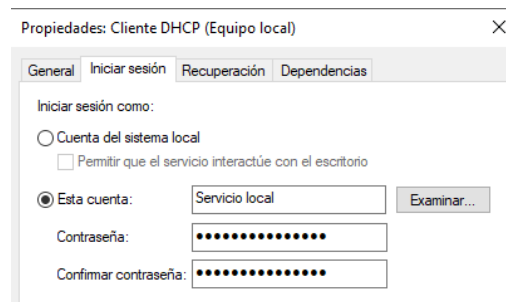 Propiedades: Cliente DHCP (Equipo local)
General Iniciar sesión Recuperación Dependencias
Iniciar sesión como:
Cuenta del sistema local
Permitir que el servicio interactúe con el escritorio
Esta cuenta: Servicio local Examinar...
Contraseña: •••••••••••••••
Confirmar contraseña: •••••••••••••••